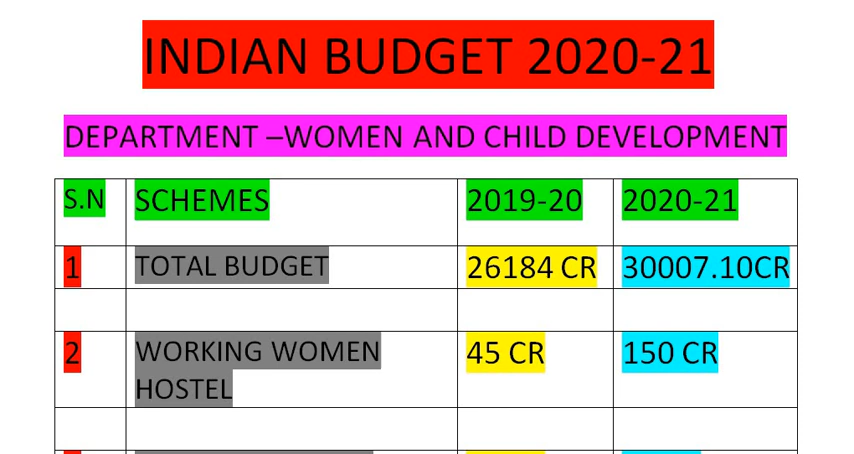 INDIAN BUDGET 2020-21
DEPARTMENT –WOMEN AND CHILD DEVELOPMENT
S.N SCHEMES 2019-20 2020-21
1 TOTAL BUDGET 26184 CR 30007.10CR
2 WORKING WOMEN 45 CR 150 CR
HOSTEL